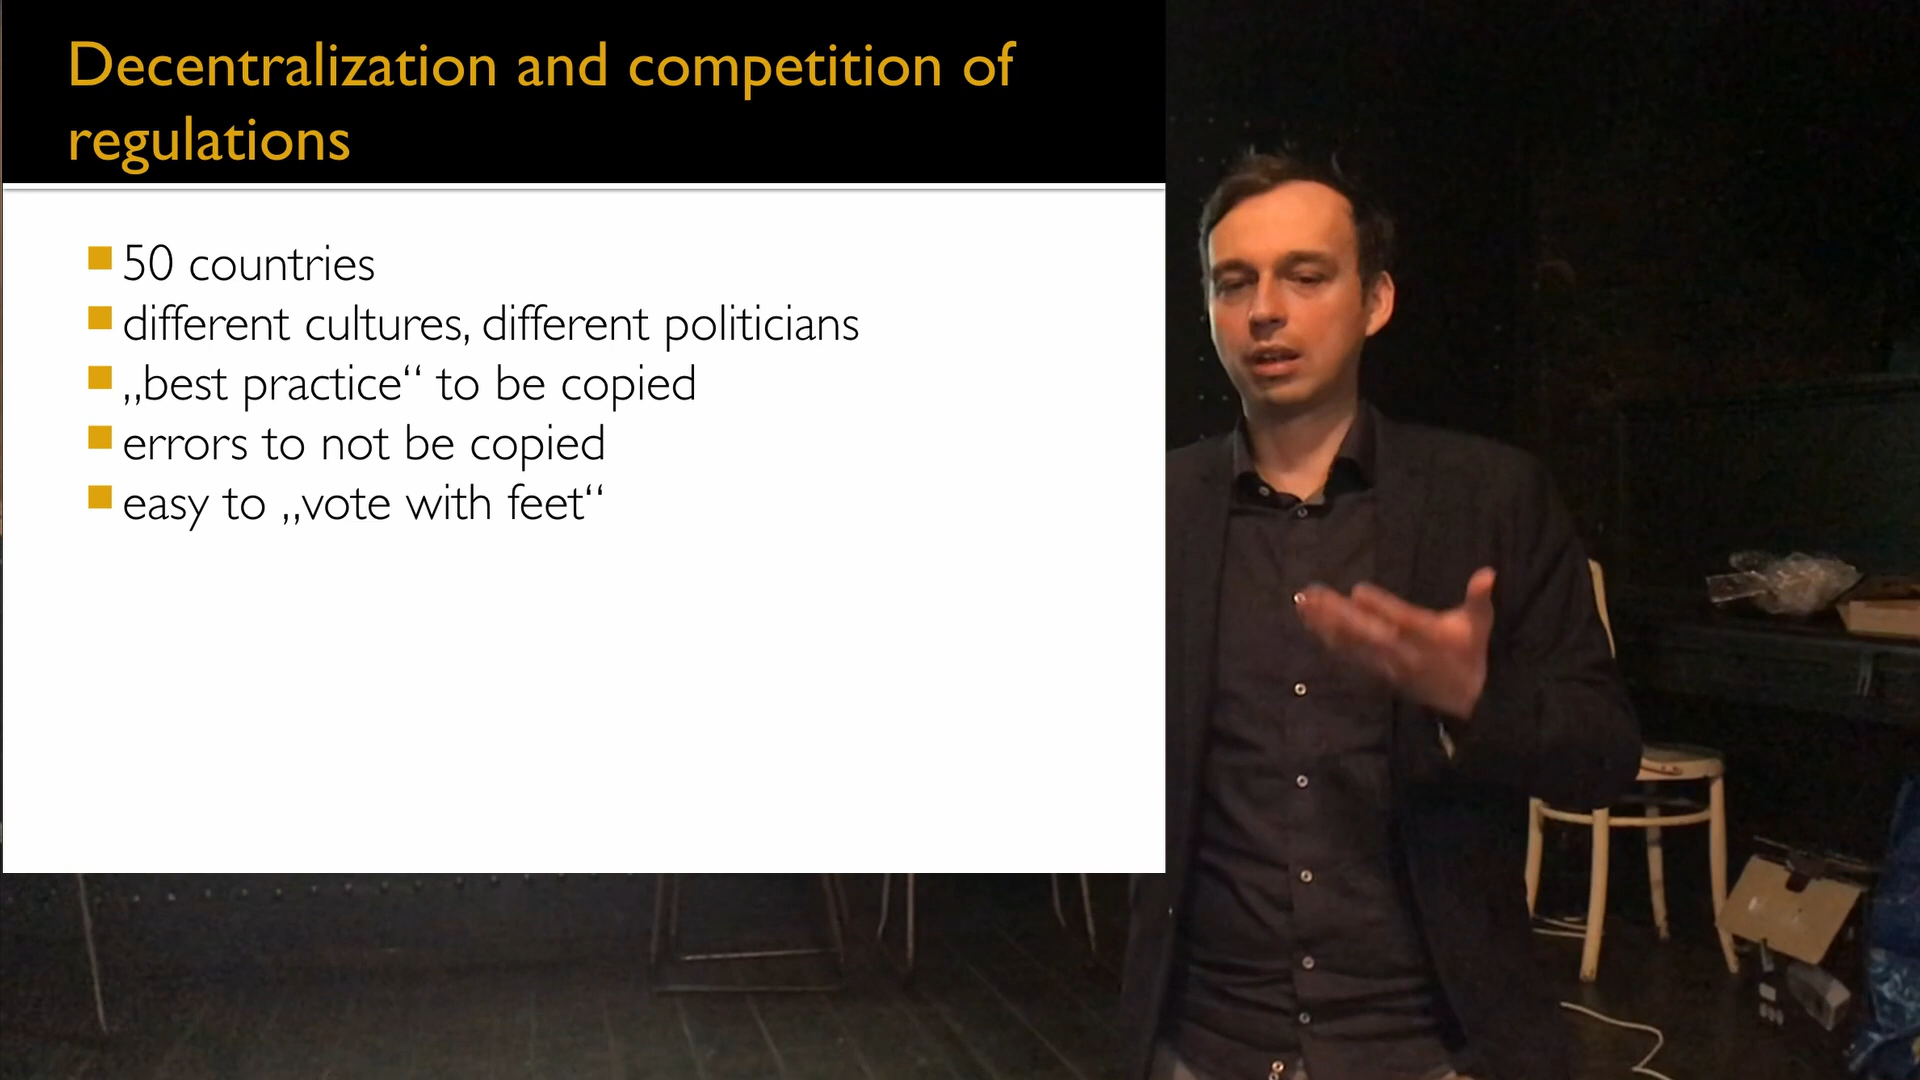 Decentralization and competition of
regulations
50 countries
different cultures, different politicians
„best practice“ to be copied
errors to not be copied
easy to „vote with feet“